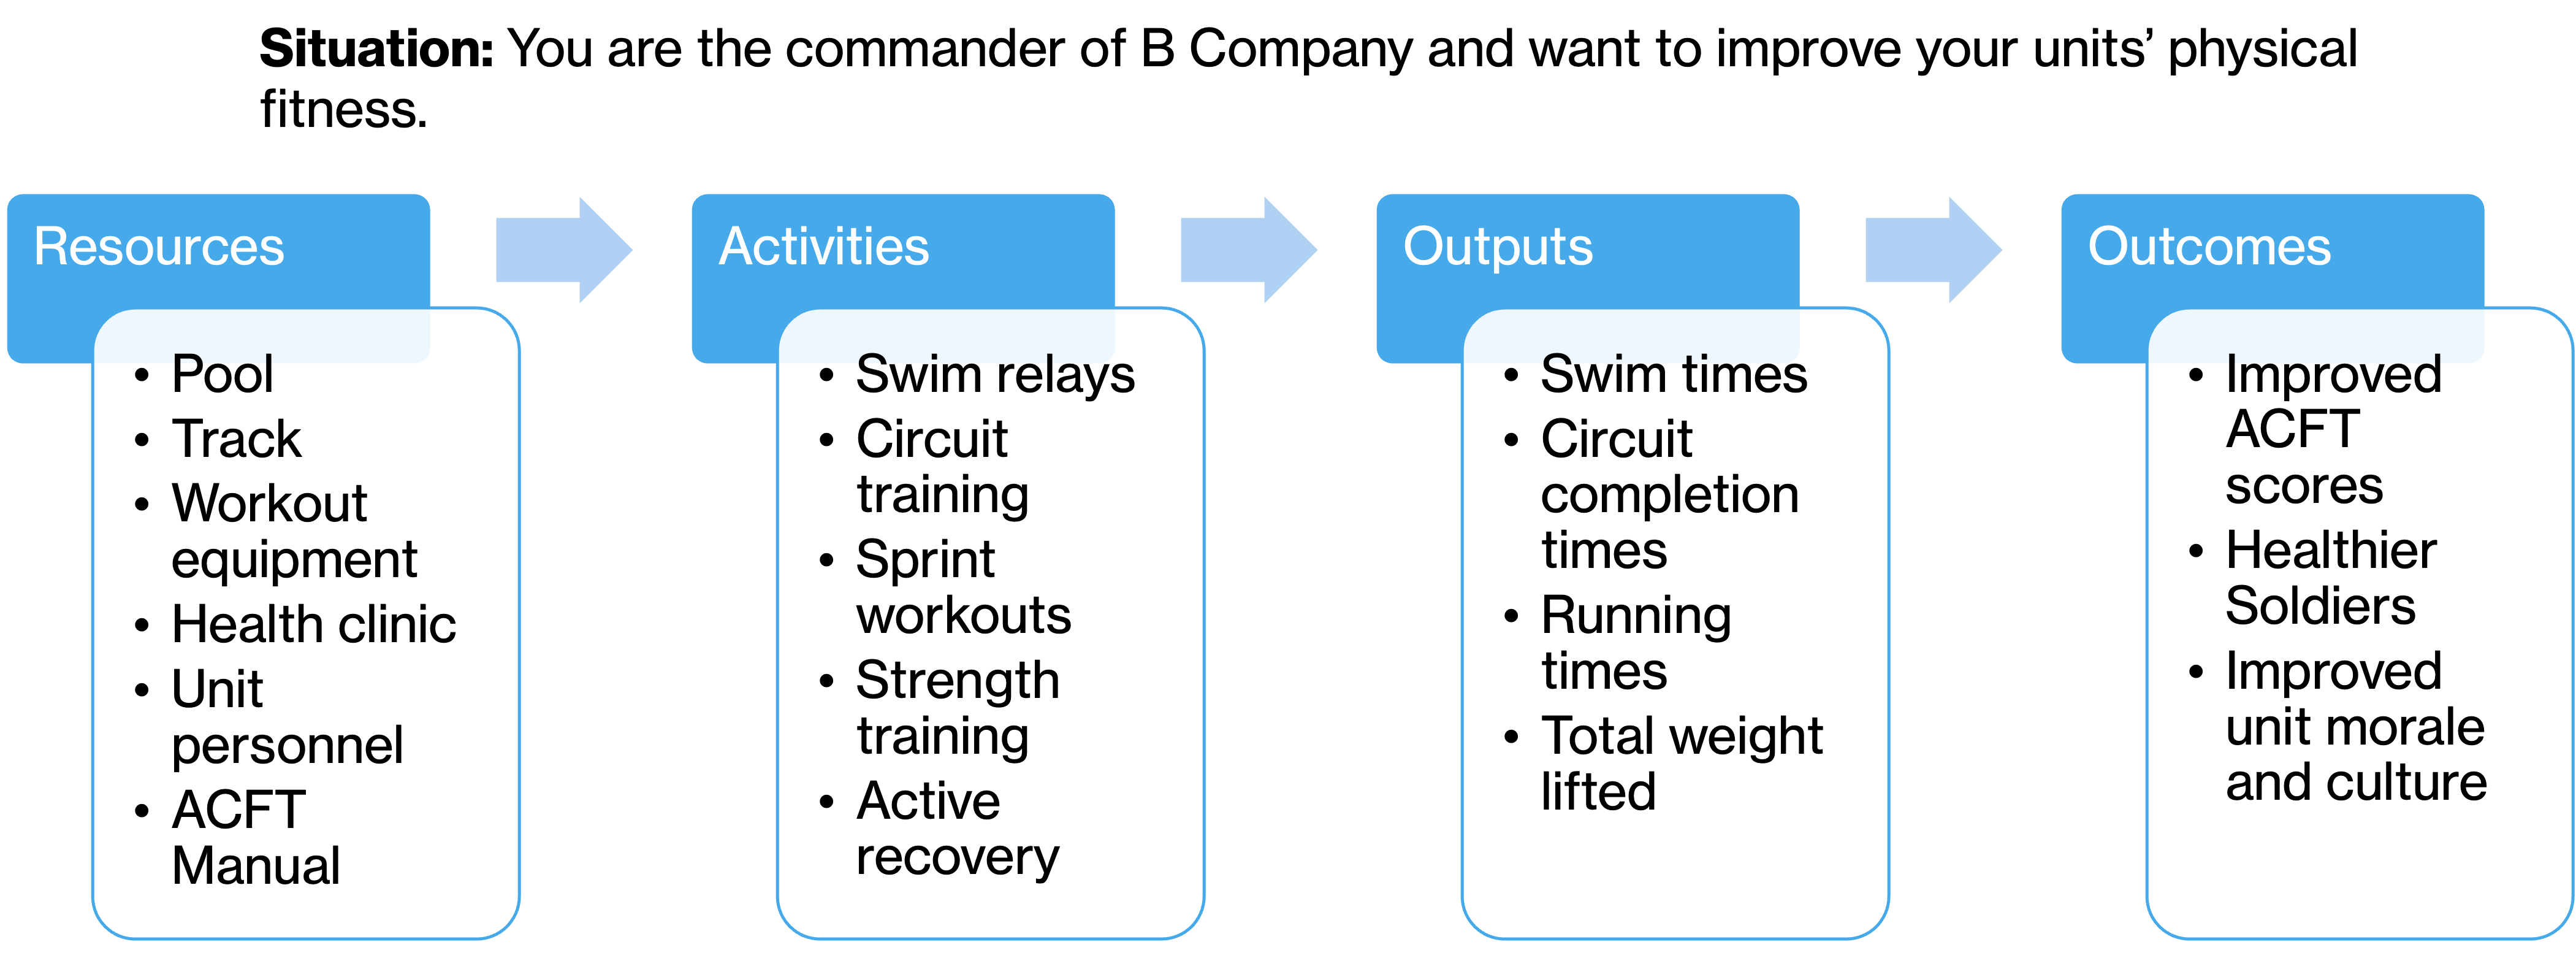 Situation: You are the commander of B Company and want to improve your units’ physical
fitness.
Resources
• Pool
• Track
• Workout
equipment
• Health clinic
• Unit
personnel
• ACFT
Manual
Activities
• Swim relays
• Circuit
training
• Sprint
workouts
• Strength
training
• Active
recovery
Outputs
• Swim times
• Circuit
completion
times
• Running
times
• Total weight
lifted
Outcomes
• Improved
ACFT
scores
• Healthier
Soldiers
• Improved
unit morale
and culture